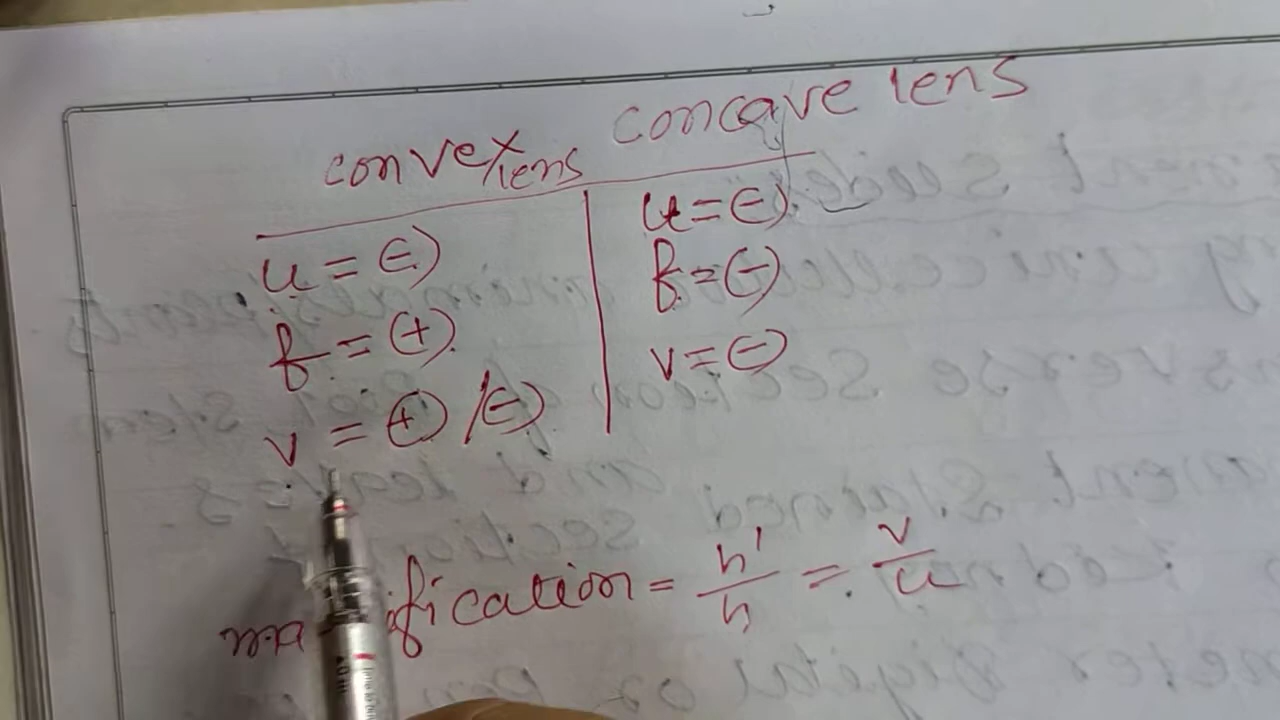 convex lens concave lens
u = (-) u = (-)
f = (+) f = (-)
v = (+) / (-) v = (-)
fication = h' / h = v / u